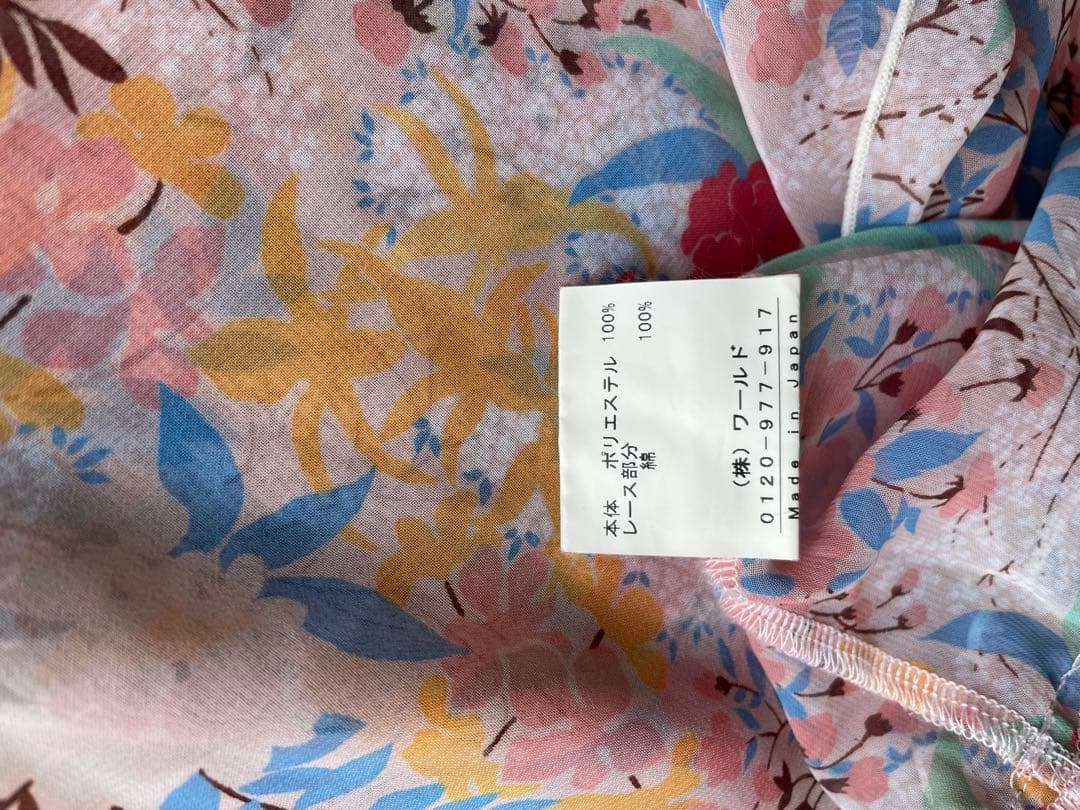 本体 ポリエステル 100%
レース部分
綿 100%
(株)ワールド
0120-977-917
Made in Japan